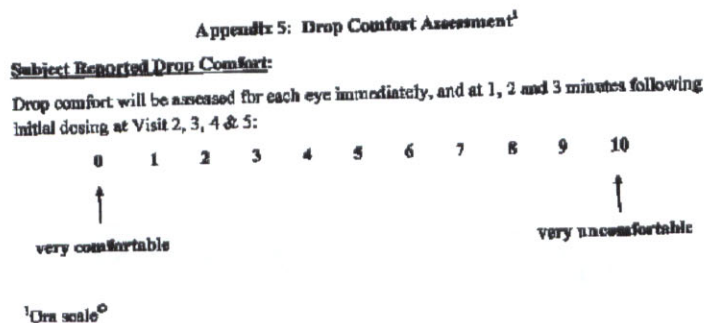 Appendix 5: Drop Comfort Assessment¹
Subject Reported Drop Comfort:
Drop comfort will be assessed for each eye immediately, and at 1, 2 and 3 minutes following
initial dosing at Visit 2, 3, 4 & 5:
0 1 2 3 4 5 6 7 8 9 10
very comfortable very uncomfortable
¹Ora scale©